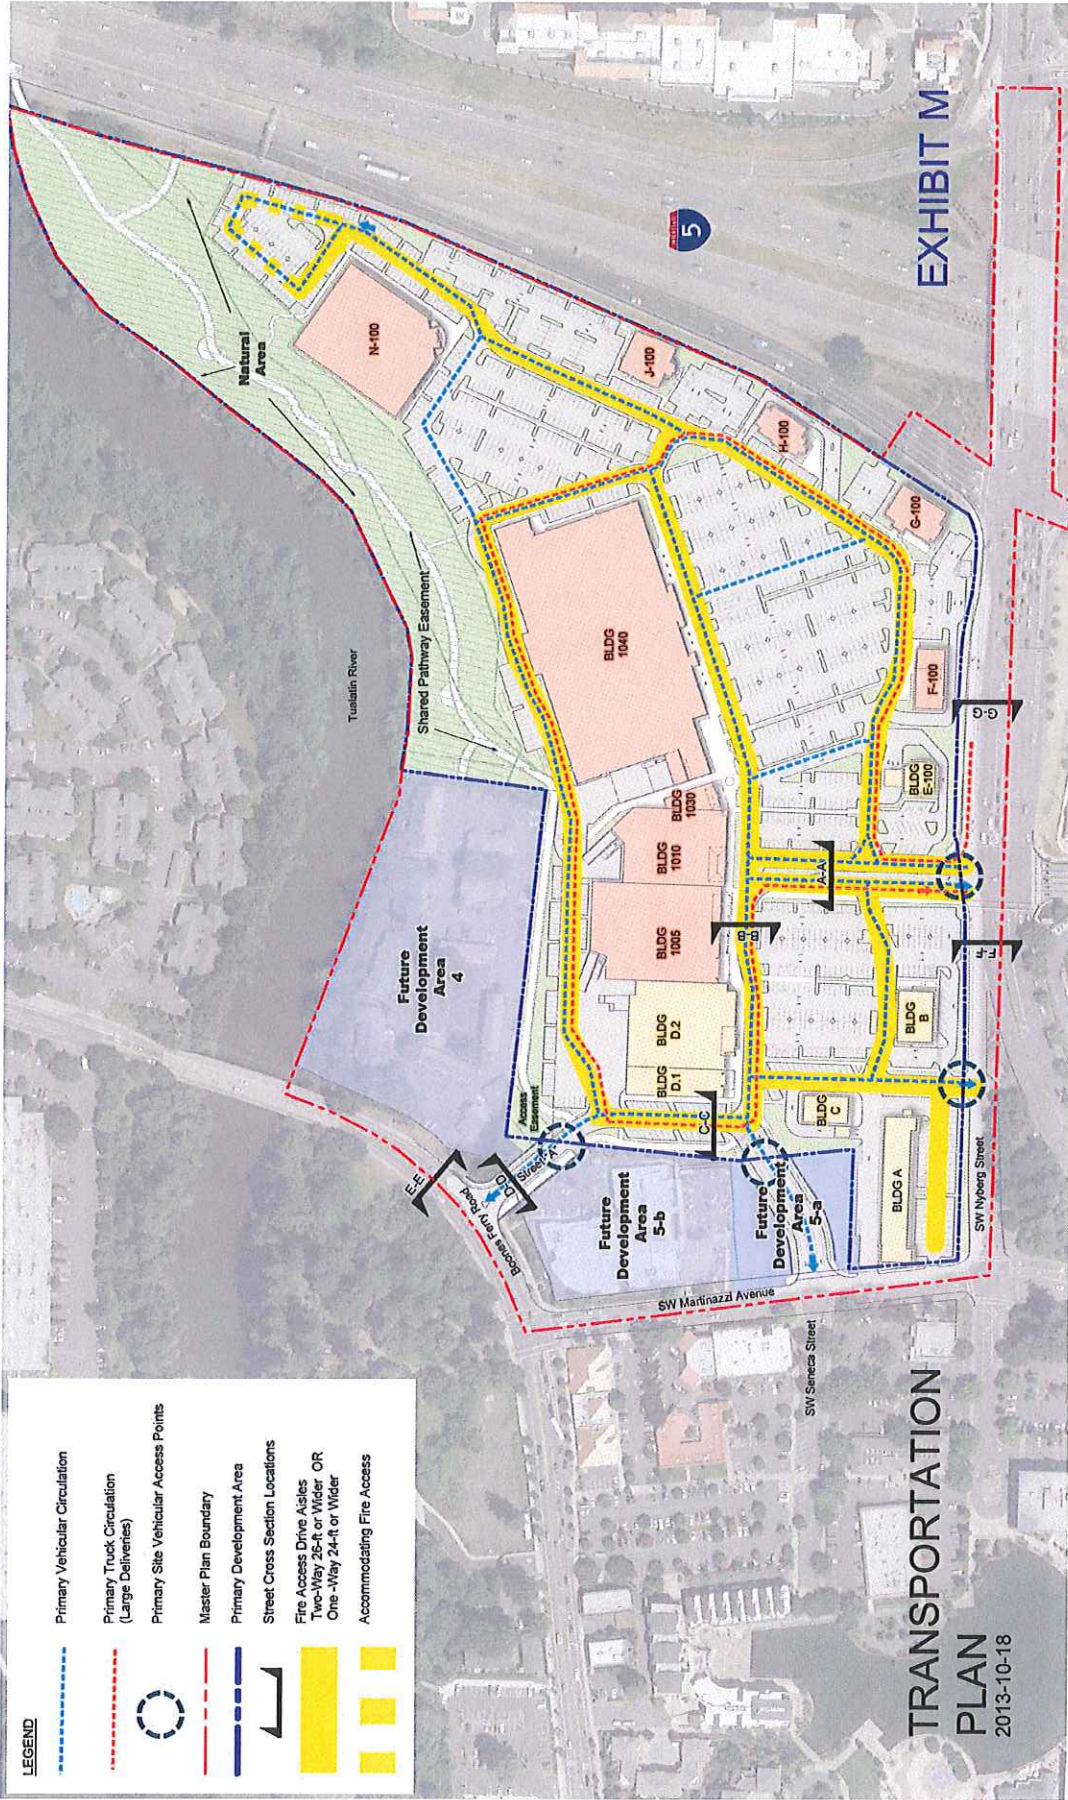 LEGEND
Primary Vehicular Circulation
Primary Truck Circulation
(Large Deliveries)
Primary Site Vehicular Access Points
Master Plan Boundary
Primary Development Area
Street Cross Section Locations
Fire Access Drive Aisles
Two-Way 26-ft or Wider OR
One -Way 24-ft or Wider
Accommodating Fire Access
Tualatin River
Natural
Area
Shared Pathway Easement
Future
Development
Area
4
Access
Easement
E-E
D-D
Street "A"
Boones Ferry Road
Future
Development
Area
5-b
Future
Development
Area
5-a
SW Martinazzi Avenue
SW Seneca Street
SW Nyberg Street
N-100
J-100
H-100
G-100
F-100
BLDG
E-100
BLDG
1040
BLDG
1030
BLDG
1010
BLDG
1005
BLDG
D.2
BLDG
D.1
BLDG
C
BLDG
B
BLDG A
A-A
B-B
C-C
F-F
G-G
5
EXHIBIT M
TRANSPORTATION
PLAN
2013-10-18